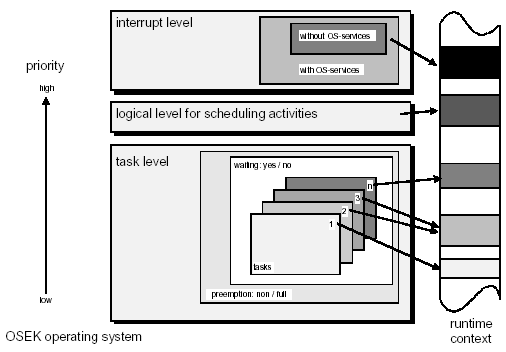 interrupt level
without OS-services
with OS-services
priority
high
logical level for scheduling activities
task level
waiting: yes / no
n
3
2
1
tasks
preemption: non / full
low
OSEK operating system
runtime
context